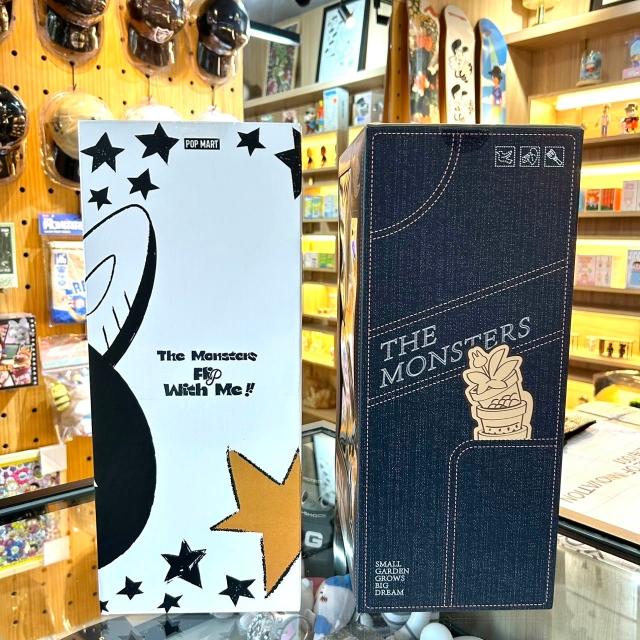 POP MART
The Monsters
Flip
With Me!!
THE
MONSTERS
SMALL
GARDEN
GROWS
BIG
DREAM